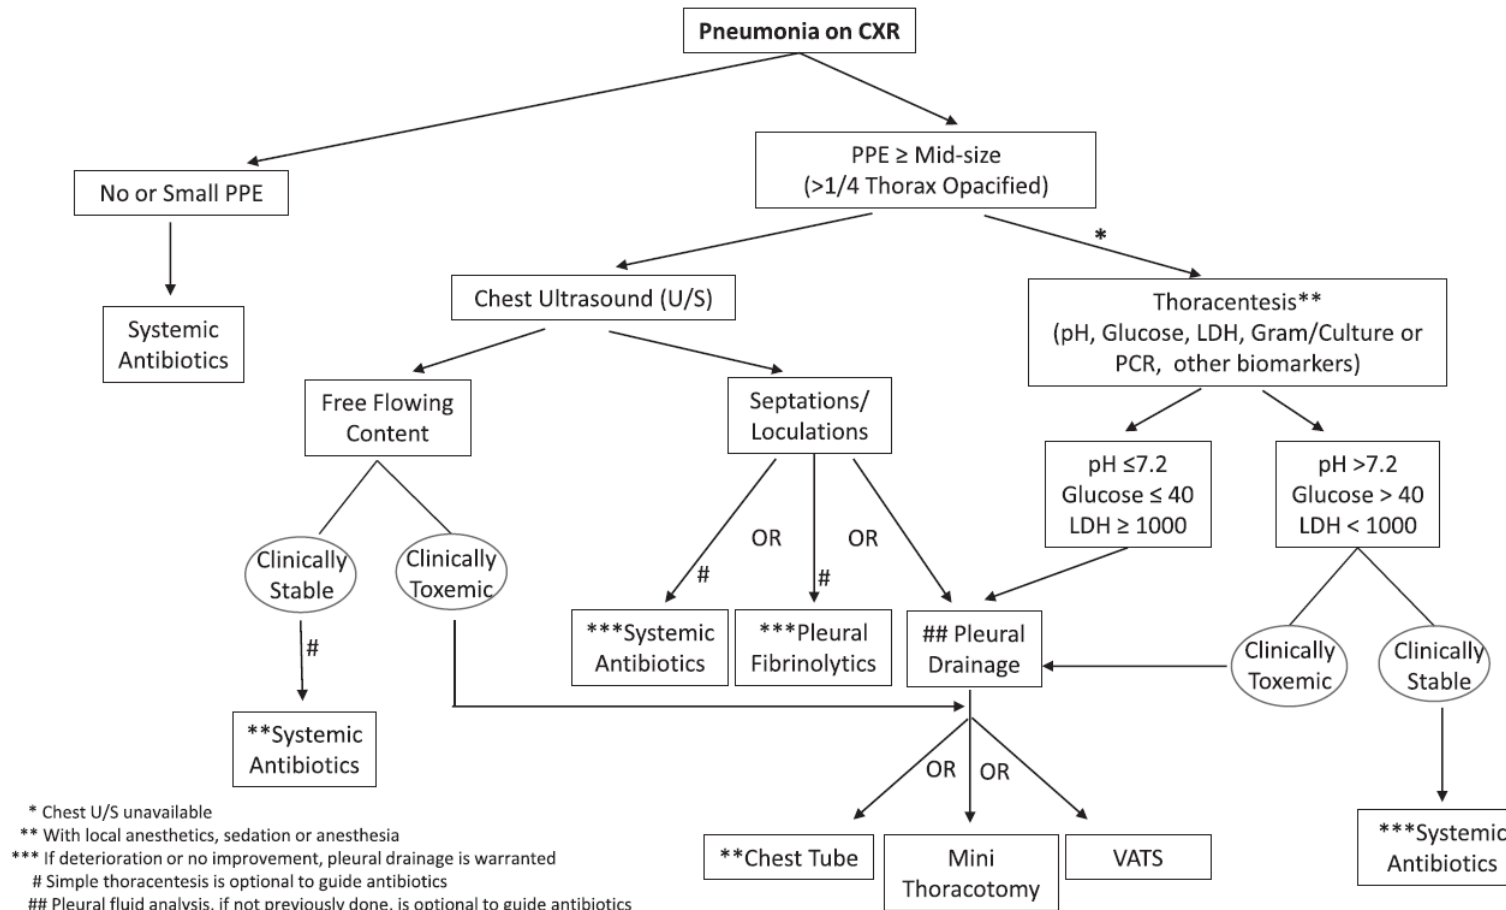 Pneumonia on CXR
PPE ≥ Mid-size
(>1/4 Thorax Opacified)
No or Small PPE
*
Chest Ultrasound (U/S)
Thoracentesis**
(pH, Glucose, LDH, Gram/Culture or
PCR, other biomarkers)
Systemic
Antibiotics
Free Flowing
Content
Septations/
Loculations
pH ≤7.2
Glucose ≤ 40
LDH ≥ 1000
pH >7.2
Glucose > 40
LDH < 1000
Clinically
Stable
Clinically
Toxemic
OR
OR
#
#
#
***Systemic
Antibiotics
***Pleural
Fibrinolytics
## Pleural
Drainage
Clinically
Toxemic
Clinically
Stable
**Systemic
Antibiotics
OR
OR
**Chest Tube
Mini
Thoracotomy
VATS
***Systemic
Antibiotics
* Chest U/S unavailable
** With local anesthetics, sedation or anesthesia
*** If deterioration or no improvement, pleural drainage is warranted
# Simple thoracentesis is optional to guide antibiotics
## Pleural fluid analysis, if not previously done, is optional to guide antibiotics